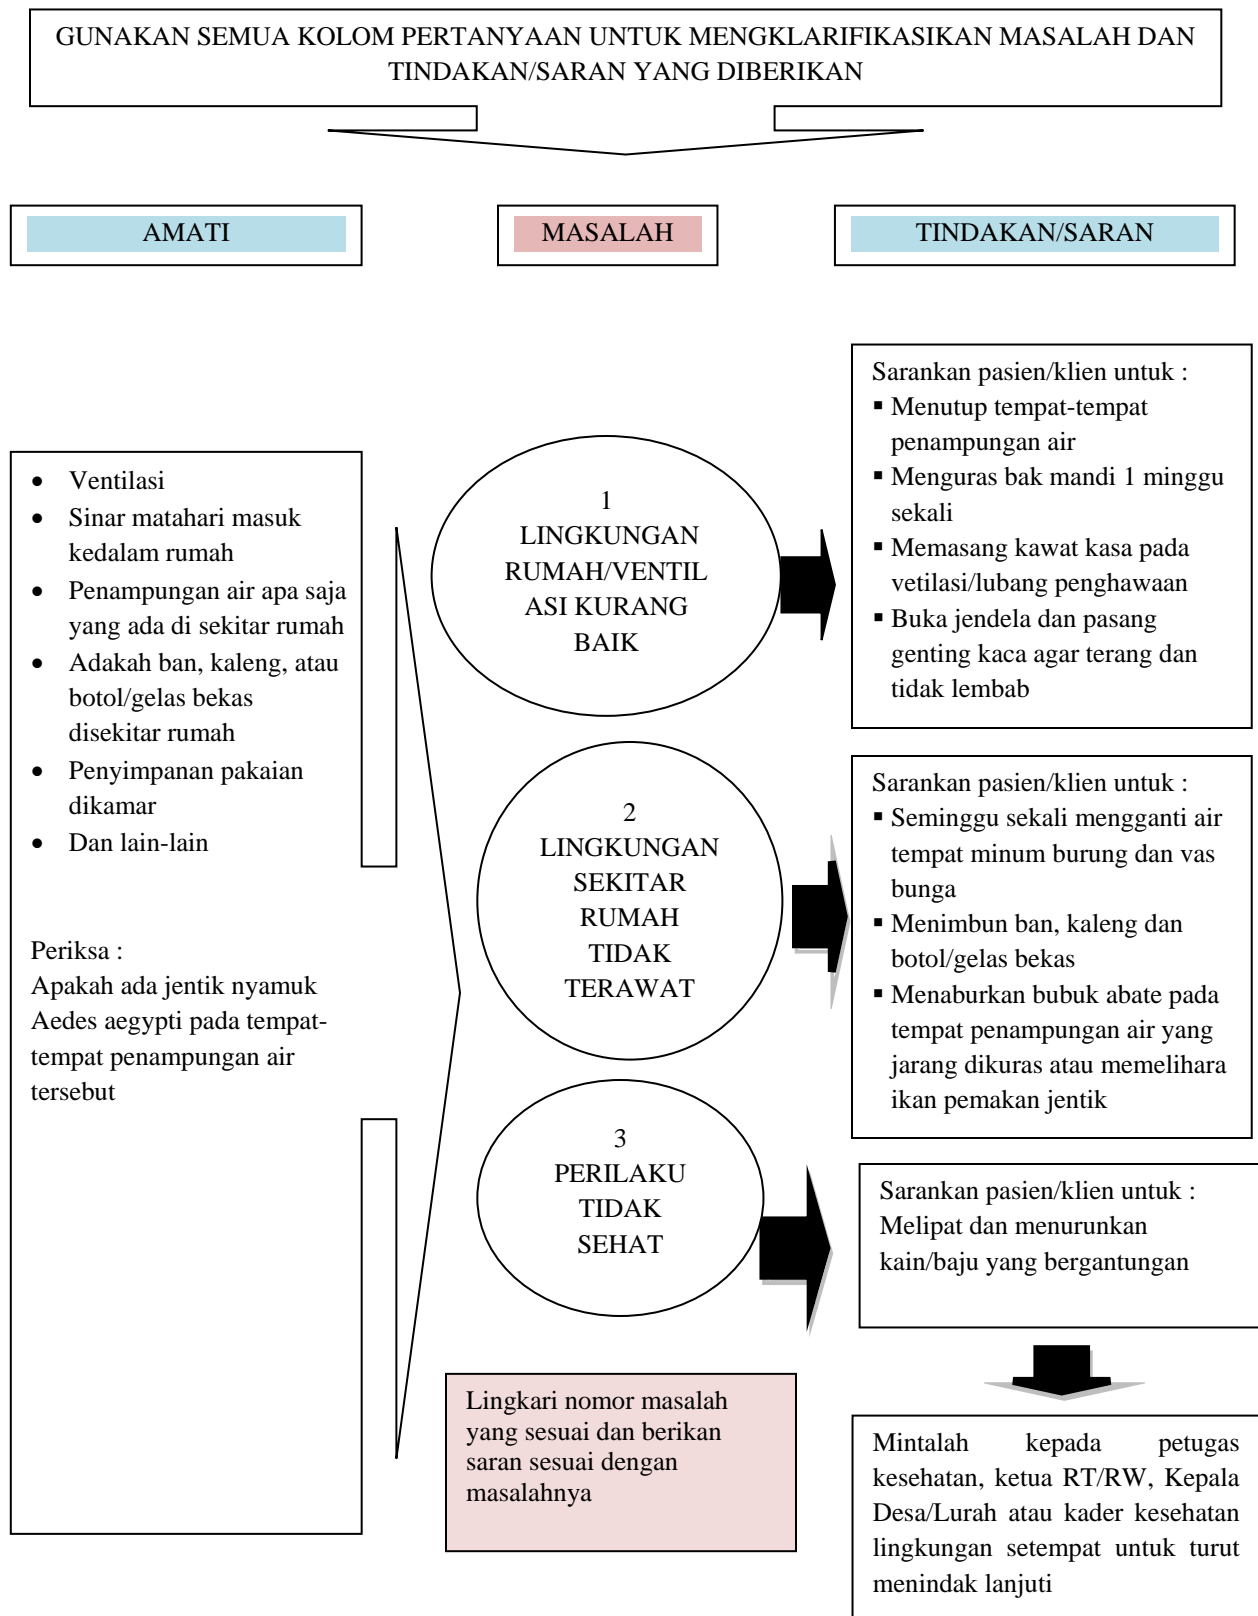 GUNAKAN SEMUA KOLOM PERTANYAAN UNTUK MENGKLARIFIKASIKAN MASALAH DAN
TINDAKAN/SARAN YANG DIBERIKAN
AMATI
MASALAH
TINDAKAN/SARAN
• Ventilasi
• Sinar matahari masuk
kedalam rumah
• Penampungan air apa saja
yang ada di sekitar rumah
• Adakah ban, kaleng, atau
botol/gelas bekas
disekitar rumah
• Penyimpanan pakaian
dikamar
• Dan lain-lain
Periksa :
Apakah ada jentik nyamuk
Aedes aegypti pada tempat-
tempat penampungan air
tersebut
1
LINGKUNGAN
RUMAH/VENTIL
ASI KURANG
BAIK
Sarankan pasien/klien untuk :
▪ Menutup tempat-tempat
penampungan air
▪ Menguras bak mandi 1 minggu
sekali
▪ Memasang kawat kasa pada
vetilasi/lubang penghawaan
▪ Buka jendela dan pasang
genting kaca agar terang dan
tidak lembab
2
LINGKUNGAN
SEKITAR
RUMAH
TIDAK
TERAWAT
Sarankan pasien/klien untuk :
▪ Seminggu sekali mengganti air
tempat minum burung dan vas
bunga
▪ Menimbun ban, kaleng dan
botol/gelas bekas
▪ Menaburkan bubuk abate pada
tempat penampungan air yang
jarang dikuras atau memelihara
ikan pemakan jentik
3
PERILAKU
TIDAK
SEHAT
Sarankan pasien/klien untuk :
Melipat dan menurunkan
kain/baju yang bergantungan
Lingkari nomor masalah
yang sesuai dan berikan
saran sesuai dengan
masalahnya
Mintalah kepada petugas
kesehatan, ketua RT/RW, Kepala
Desa/Lurah atau kader kesehatan
lingkungan setempat untuk turut
menindak lanjuti